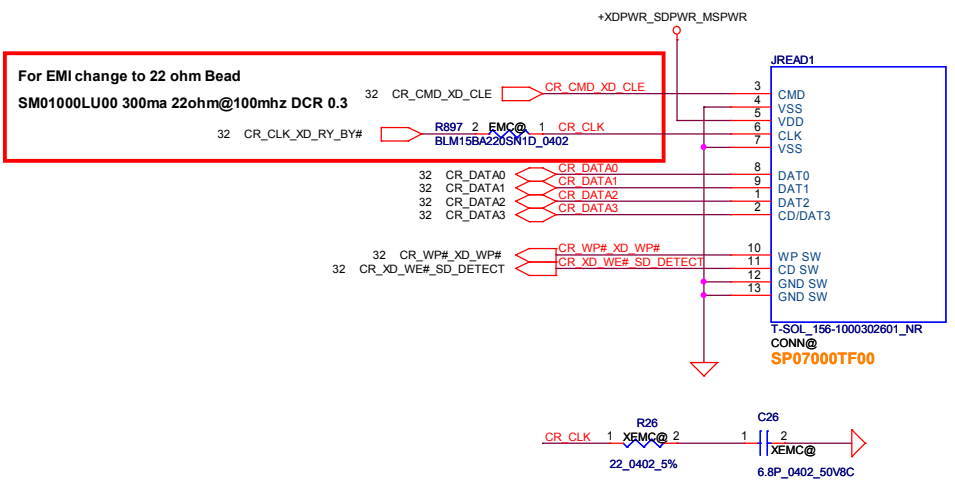 +XDPWR_SDPWR_MSPWR
For EMI change to 22 ohm Bead
SM01000LU00 300ma 22ohm@100mhz DCR 0.3
JREAD1
32 CR_CMD_XD_CLE CR_CMD_XD_CLE 3 CMD
4 VSS
5 VDD
32 CR_CLK_XD_RY_BY# R897 2 EMC@ 1 CR_CLK 6 CLK
BLM15BA220SN1D_0402
7 VSS
32 CR_DATA0 CR_DATA0 8 DAT0
32 CR_DATA1 CR_DATA1 9 DAT1
32 CR_DATA2 CR_DATA2 1 DAT2
32 CR_DATA3 CR_DATA3 2 CD/DAT3
32 CR_WP#_XD_WP# CR_WP#_XD_WP# 10 WP SW
32 CR_XD_WE#_SD_DETECT CR_XD_WE#_SD_DETECT 11 CD SW
12 GND SW
13 GND SW
T-SOL_156-1000302601_NR
CONN@
SP07000TF00
R26 C26
CR_CLK 1 XEMC@ 2 1 2
XEMC@
22_0402_5%
6.8P_0402_50V8C